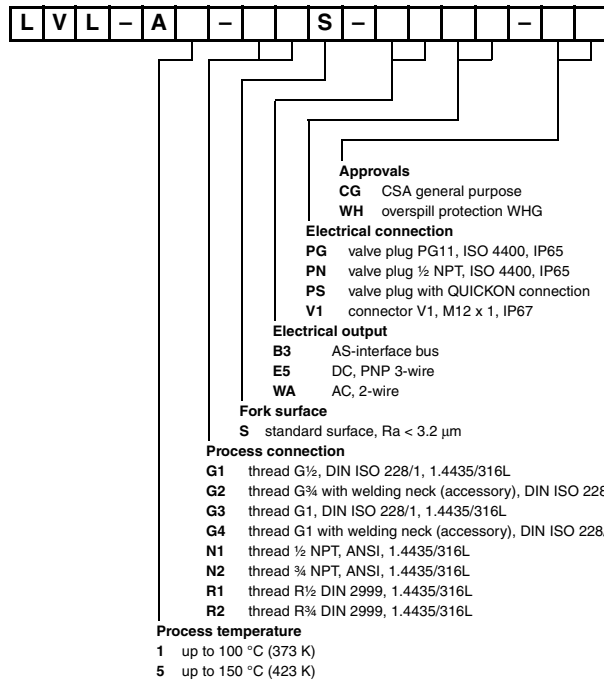 L V L – A – S – –
Approvals
CG CSA general purpose
WH overspill protection WHG
Electrical connection
PG valve plug PG11, ISO 4400, IP65
PN valve plug ½ NPT, ISO 4400, IP65
PS valve plug with QUICKON connection
V1 connector V1, M12 x 1, IP67
Electrical output
B3 AS-interface bus
E5 DC, PNP 3-wire
WA AC, 2-wire
Fork surface
S standard surface, Ra < 3.2 μm
Process connection
G1 thread G½, DIN ISO 228/1, 1.4435/316L
G2 thread G¾ with welding neck (accessory), DIN ISO 228
G3 thread G1, DIN ISO 228/1, 1.4435/316L
G4 thread G1 with welding neck (accessory), DIN ISO 228/
N1 thread ½ NPT, ANSI, 1.4435/316L
N2 thread ¾ NPT, ANSI, 1.4435/316L
R1 thread R½ DIN 2999, 1.4435/316L
R2 thread R¾ DIN 2999, 1.4435/316L
Process temperature
1 up to 100 °C (373 K)
5 up to 150 °C (423 K)